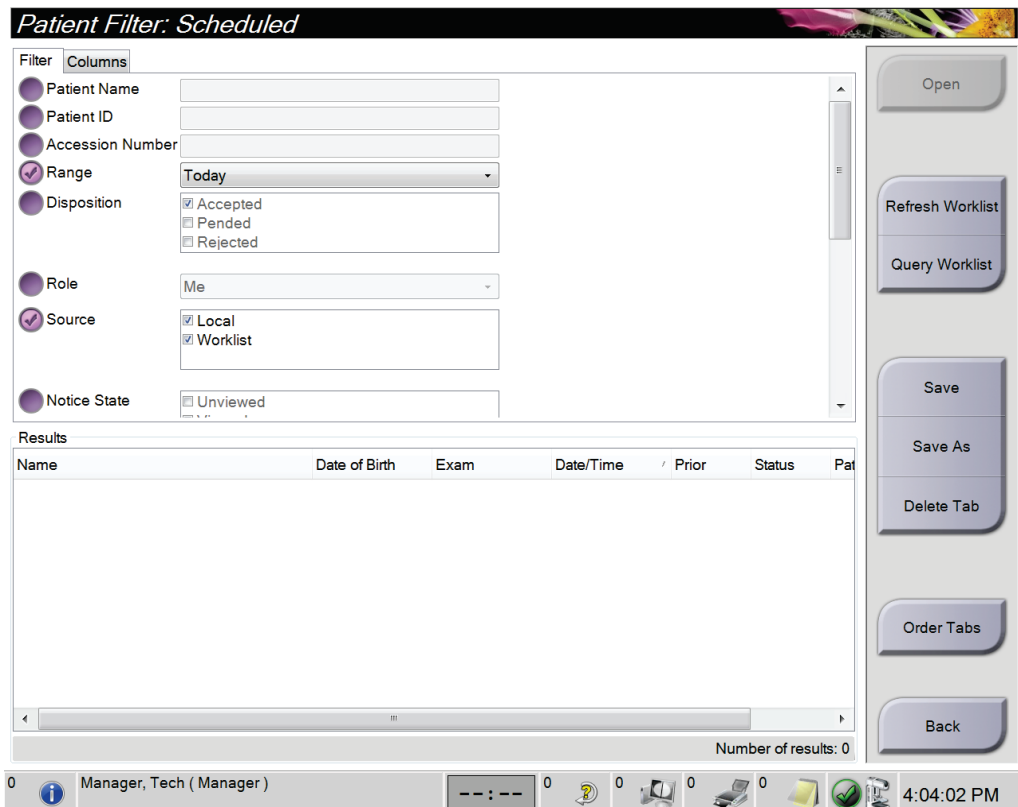 Patient Filter: Scheduled
Filter Columns
Patient Name
Patient ID
Accession Number
Range Today
Disposition Accepted
Pended
Rejected
Role Me
Source Local
Worklist
Notice State Unviewed
Open
Refresh Worklist
Query Worklist
Save
Save As
Delete Tab
Order Tabs
Back
Results
Name Date of Birth Exam Date/Time Prior Status Pat
Number of results: 0
0 Manager, Tech ( Manager ) --:-- 0 0 0 0 4:04:02 PM